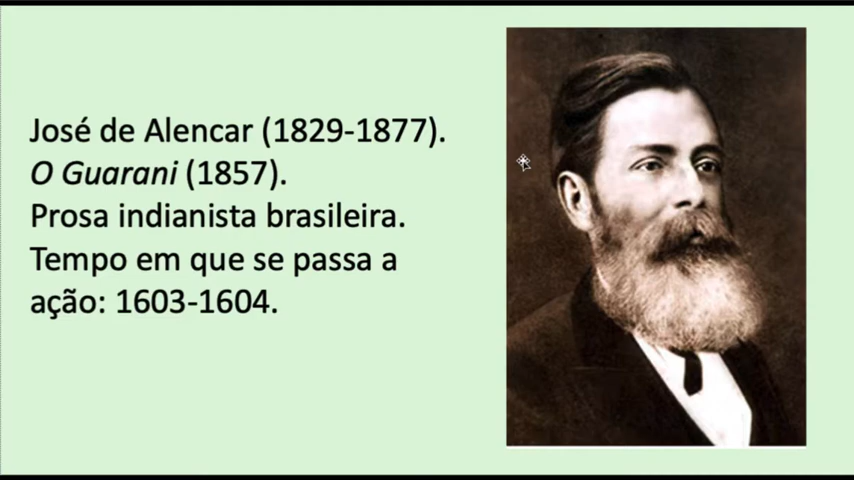 José de Alencar (1829-1877).
O Guarani (1857).
Prosa indianista brasileira.
Tempo em que se passa a
ação: 1603-1604.